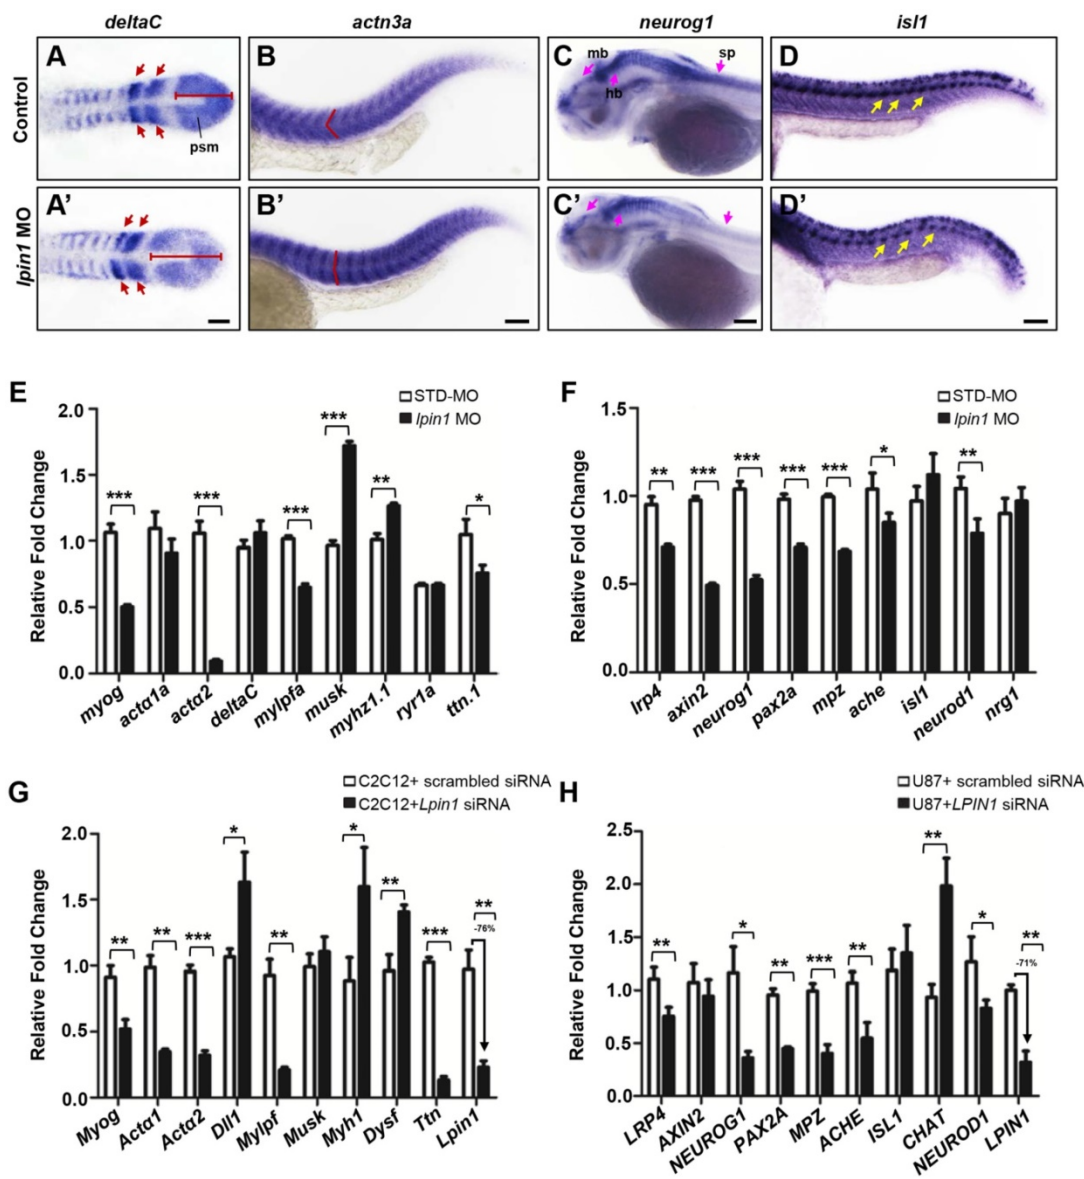 deltaC actn3a neurog1 isl1
Control
A
psm
B
C
mb
hb
sp
D
lpin1 MO
A'
B'
C'
D'
E
STD-MO
lpin1 MO
Relative Fold Change
2.0
1.5
1.0
0.5
0.0
*** *** *** *** ** *
myog actα1a actα2 deltaC mylpfa musk myhz1.1 ryr1a ttn.1
F
STD-MO
lpin1 MO
Relative Fold Change
1.5
1.0
0.5
0.0
** *** *** *** *** * **
lrp4 axin2 neurog1 pax2a mpz ache isl1 neurod1 nrg1
G
C2C12+ scrambled siRNA
C2C12+Lpin1 siRNA
Relative Fold Change
2.0
1.5
1.0
0.5
0.0
** ** *** * ** * ** *** **
-76%
Myog Actα1 Actα2 Dll1 Mylpf Musk Myh1 Dysf Ttn Lpin1
H
U87+ scrambled siRNA
U87+LPIN1 siRNA
Relative Fold Change
2.5
2.0
1.5
1.0
0.5
0.0
** * ** *** ** ** * **
-71%
LRP4 AXIN2 NEUROG1 PAX2A MPZ ACHE ISL1 CHAT NEUROD1 LPIN1